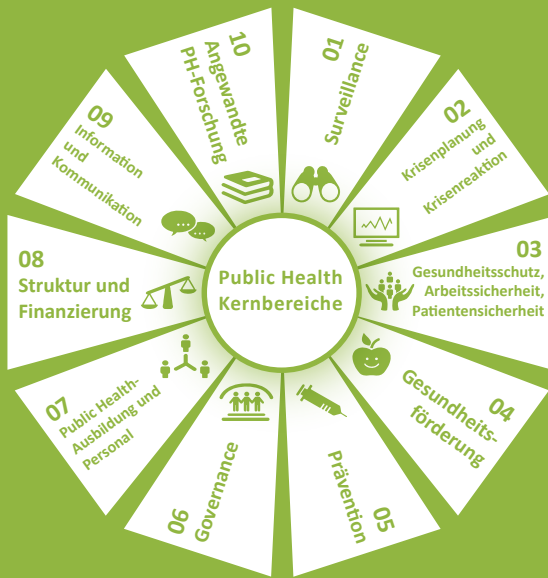 Public Health
Kernbereiche
01
Surveillance
02
Krisenplanung
und
Krisenreaktion
03
Gesundheitsschutz,
Arbeitssicherheit,
Patientensicherheit
04
Gesundheits-
förderung
05
Prävention
06
Governance
07
Public Health-
Ausbildung und
Personal
08
Struktur und
Finanzierung
09
Information
und
Kommunikation
10
Angewandte
PH-Forschung